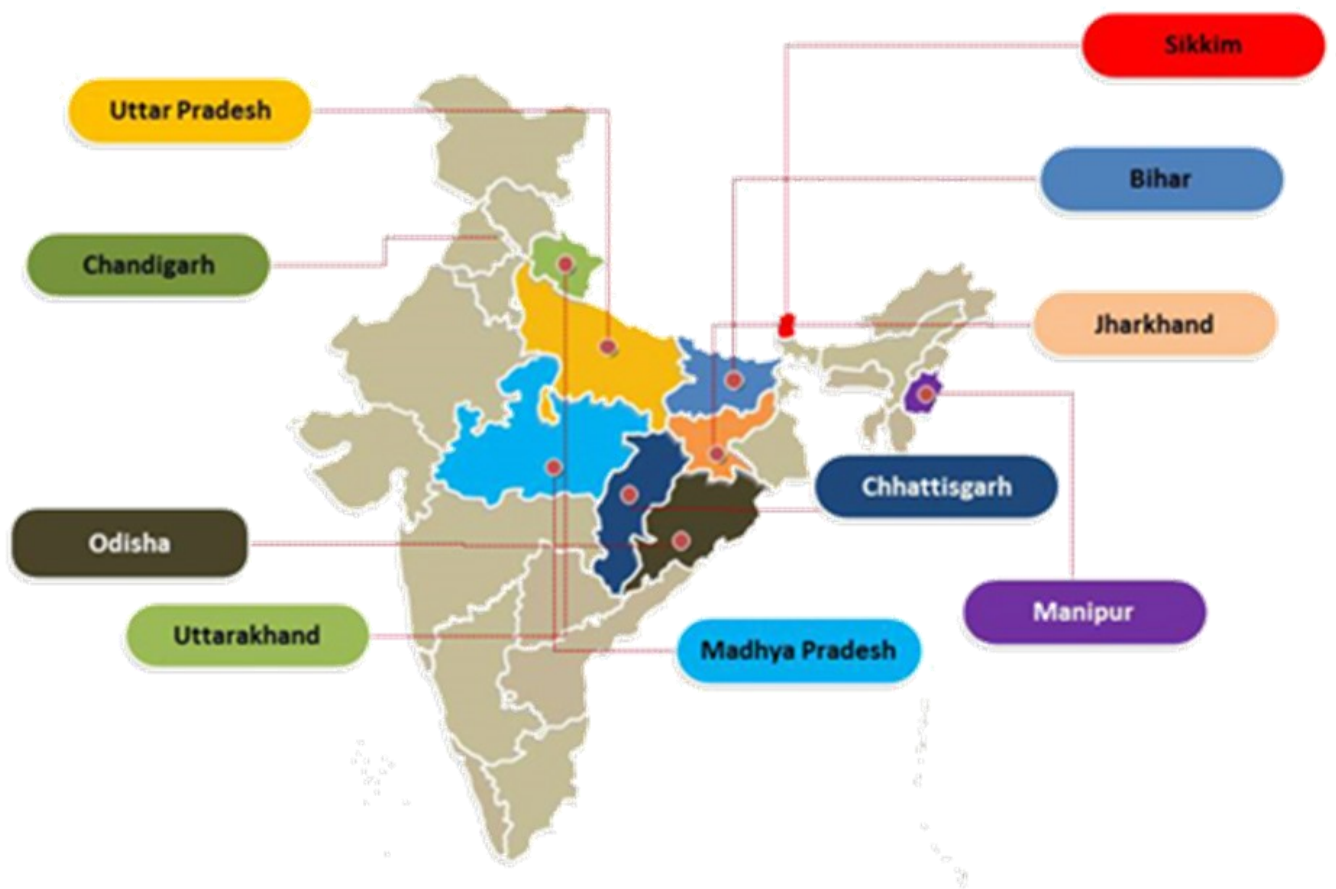 Sikkim
Uttar Pradesh
Bihar
Chandigarh
Jharkhand
Chhattisgarh
Odisha
Manipur
Uttarakhand
Madhya Pradesh